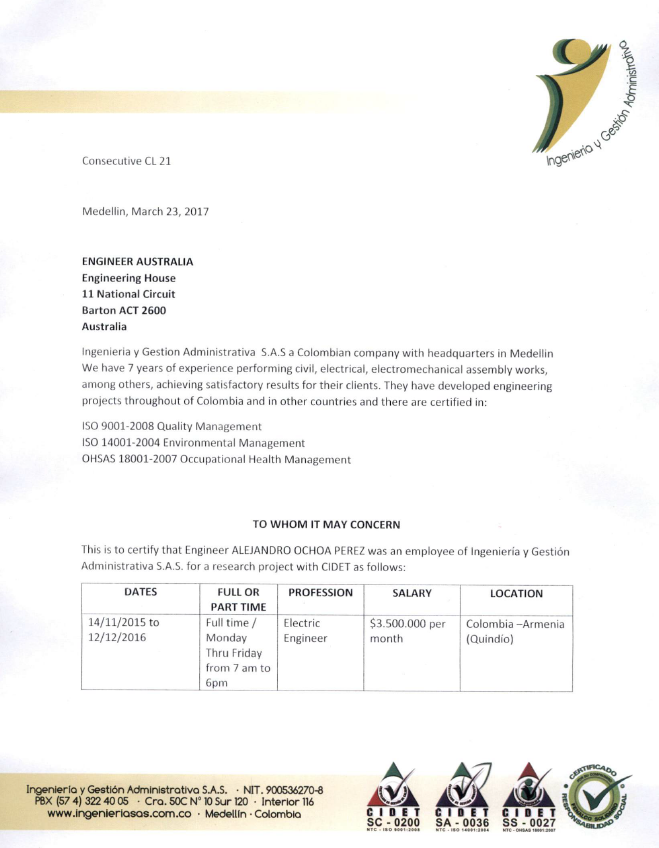 Ingeniería y Gestión Administrativa
Consecutive CL 21
Medellin, March 23, 2017
ENGINEER AUSTRALIA
Engineering House
11 National Circuit
Barton ACT 2600
Australia
Ingenieria y Gestion Administrativa S.A.S a Colombian company with headquarters in Medellin
We have 7 years of experience performing civil, electrical, electromechanical assembly works,
among others, achieving satisfactory results for their clients. They have developed engineering
projects throughout of Colombia and in other countries and there are certified in:
ISO 9001-2008 Quality Management
ISO 14001-2004 Environmental Management
OHSAS 18001-2007 Occupational Health Management
TO WHOM IT MAY CONCERN
This is to certify that Engineer ALEJANDRO OCHOA PEREZ was an employee of Ingeniería y Gestión
Administrativa S.A.S. for a research project with CIDET as follows:
DATES
FULL OR
PART TIME
PROFESSION
SALARY
LOCATION
14/11/2015 to
12/12/2016
Full time /
Monday
Thru Friday
from 7 am to
6pm
Electric
Engineer
$3.500.000 per
month
Colombia –Armenia
(Quindío)
Ingeniería y Gestión Administrativa S.A.S. · NIT. 900536270-8
PBX (57 4) 322 40 05 · Cra. 50C N° 10 Sur 120 · Interior 116
www.ingenieriasas.com.co · Medellín · Colombia
CIDET
SC - 0200
NTC - ISO 9001:2008
CIDET
SA - 0036
NTC - ISO 14001:2004
CIDET
SS - 0027
NTC - OHSAS 18001:2007
CERTIFICADO
RESPONSABILIDAD SOCIAL